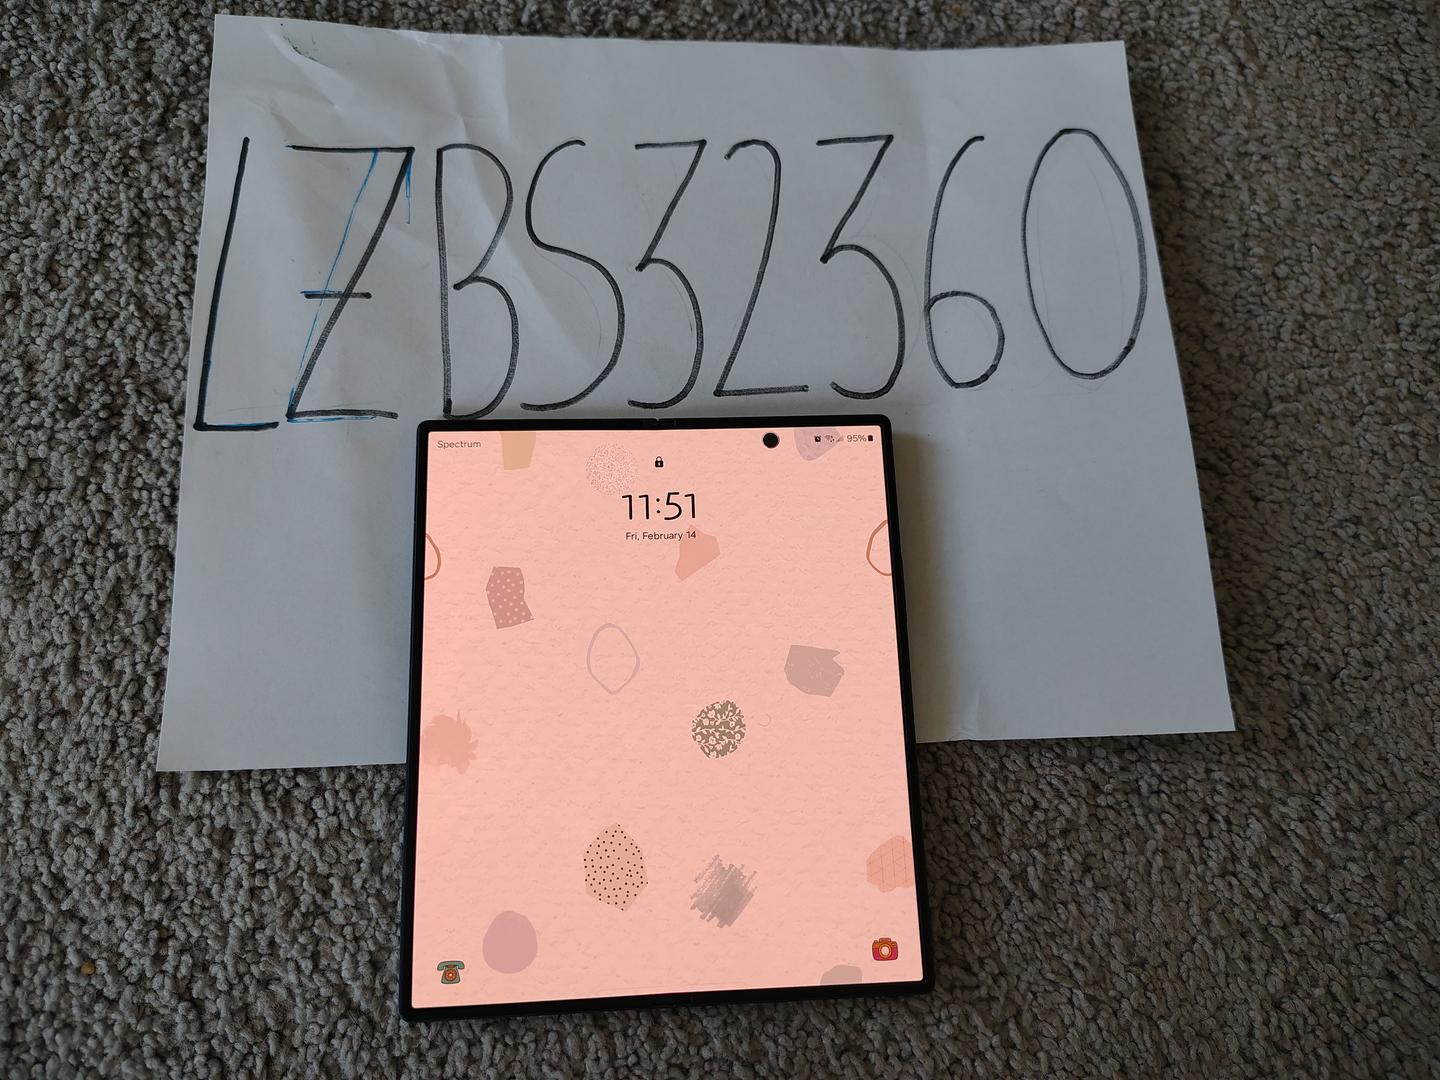 LZBS32360
Spectrum
95%
11:51
Fri, February 14